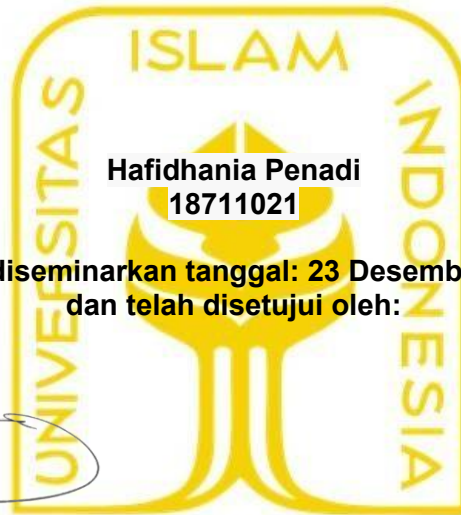 ISLAM
UNIVERSITAS
INDONESIA
Hafidhania Penadi
18711021
diseminarkan tanggal: 23 Desemb
dan telah disetujui oleh: